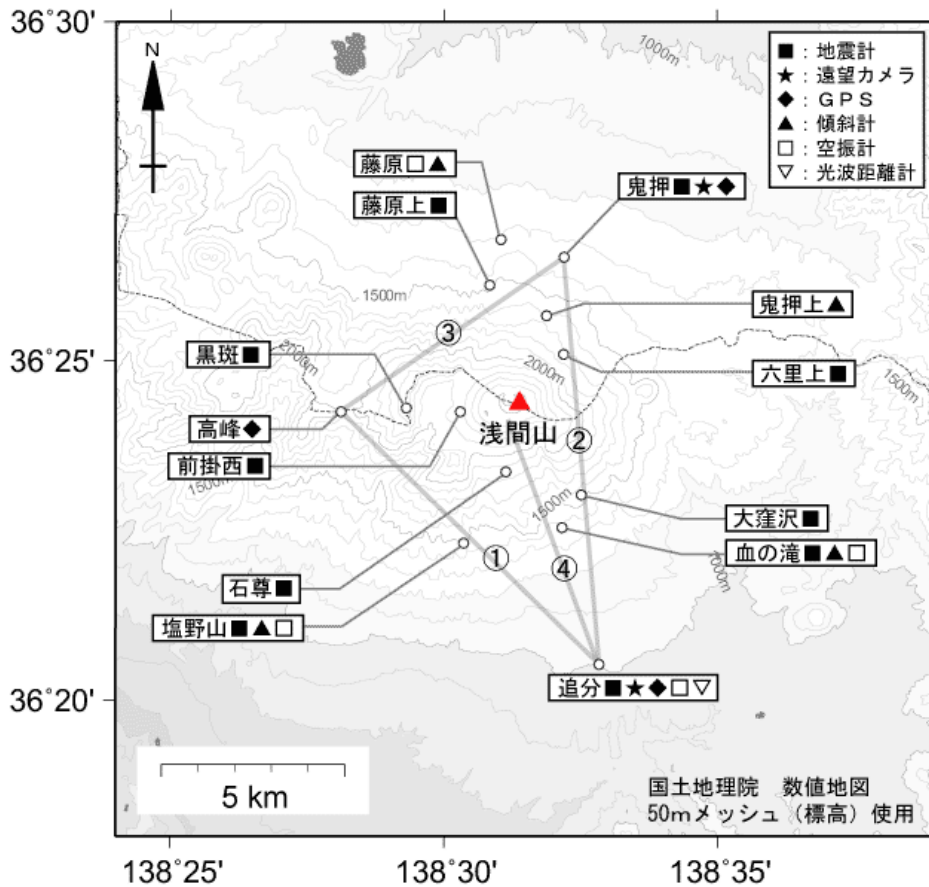 36˚30'
1000m
N
■：地震計
★：遠望カメラ
◆：ＧＰＳ
▲：傾斜計
□：空振計
▽：光波距離計
藤原□▲
鬼押■★◆
藤原上■
1500m
鬼押上▲
③
36˚25'
黒斑■
2000m
2000m
六里上■
1500m
高峰◆
浅間山
②
前掛西■
1500m
1500m
大窪沢■
血の滝■▲□
①
④
1000m
石尊■
塩野山■▲□
追分■★◆□▽
36˚20'
5 km
国土地理院　数値地図
50mメッシュ（標高）使用
138˚25'
138˚30'
138˚35'